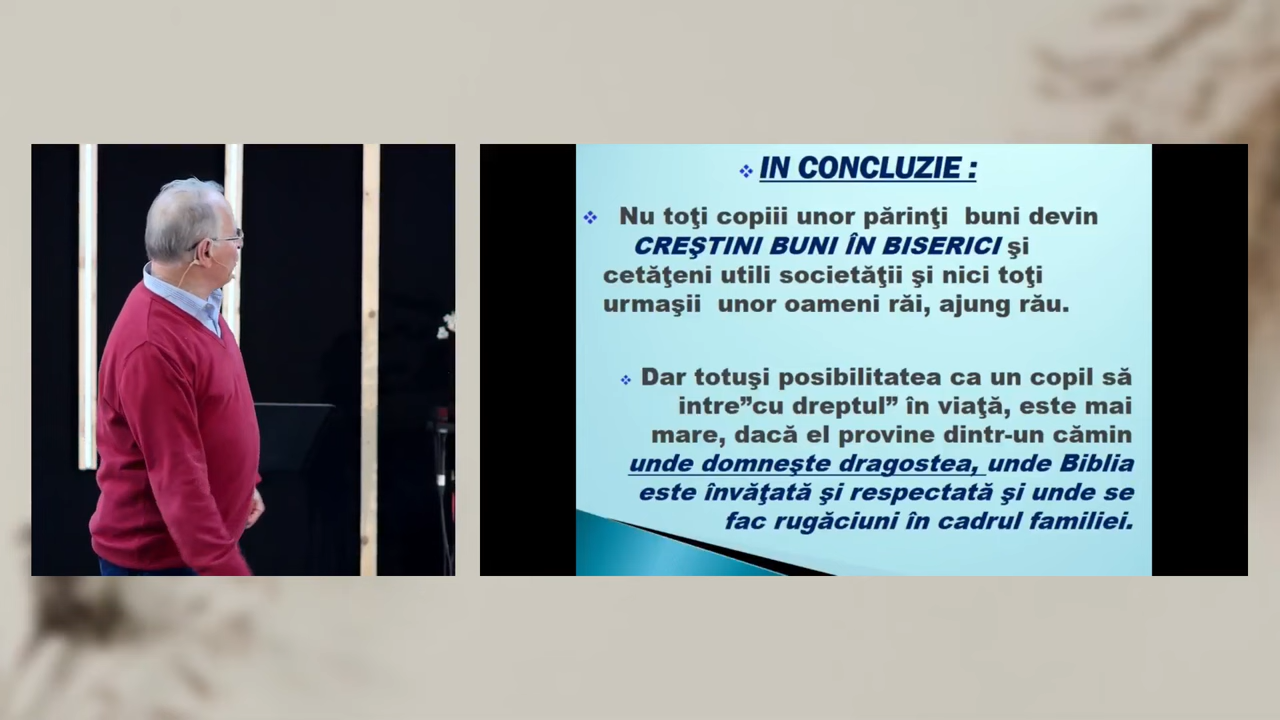 IN CONCLUZIE :
Nu toţi copiii unor părinţi buni devin
CREŞTINI BUNI ÎN BISERICI şi
cetăţeni utili societăţii şi nici toţi
urmaşii unor oameni răi, ajung rău.
Dar totuşi posibilitatea ca un copil să
intre”cu dreptul” în viaţă, este mai
mare, dacă el provine dintr-un cămin
unde domneşte dragostea, unde Biblia
este învăţată şi respectată şi unde se
fac rugăciuni în cadrul familiei.